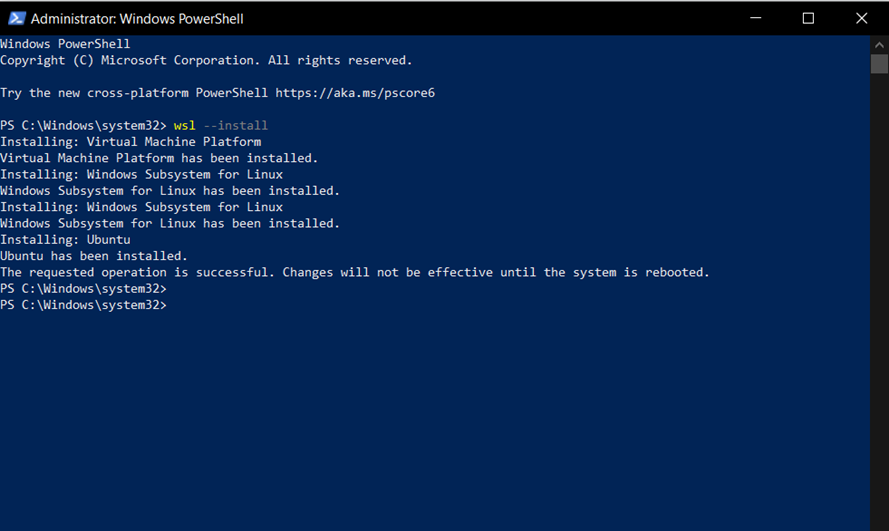 Administrator: Windows PowerShell
Windows PowerShell
Copyright (C) Microsoft Corporation. All rights reserved.
Try the new cross-platform PowerShell https://aka.ms/pscore6
PS C:\Windows\system32> wsl --install
Installing: Virtual Machine Platform
Virtual Machine Platform has been installed.
Installing: Windows Subsystem for Linux
Windows Subsystem for Linux has been installed.
Installing: Windows Subsystem for Linux
Windows Subsystem for Linux has been installed.
Installing: Ubuntu
Ubuntu has been installed.
The requested operation is successful. Changes will not be effective until the system is rebooted.
PS C:\Windows\system32>
PS C:\Windows\system32>